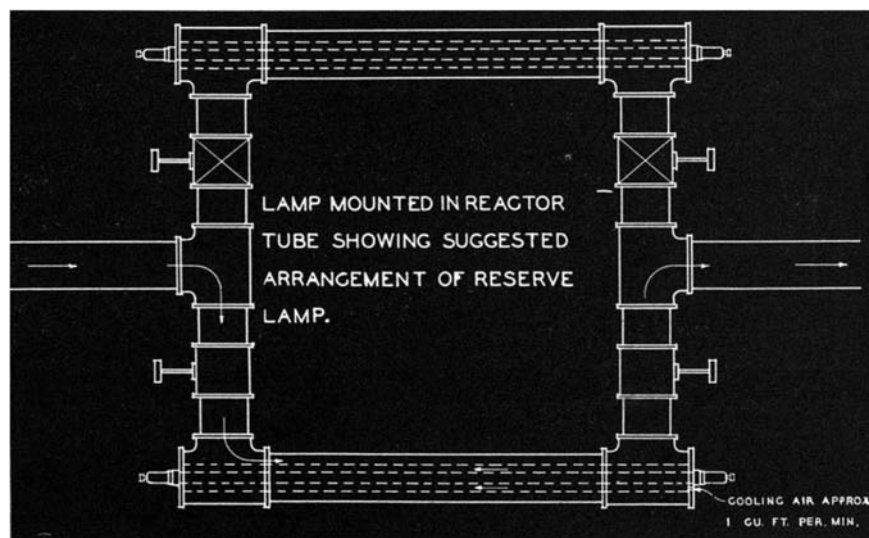 LAMP MOUNTED IN REACTOR
TUBE SHOWING SUGGESTED
ARRANGEMENT OF RESERVE
LAMP.
COOLING AIR APPROX
1 CU. FT. PER. MIN.